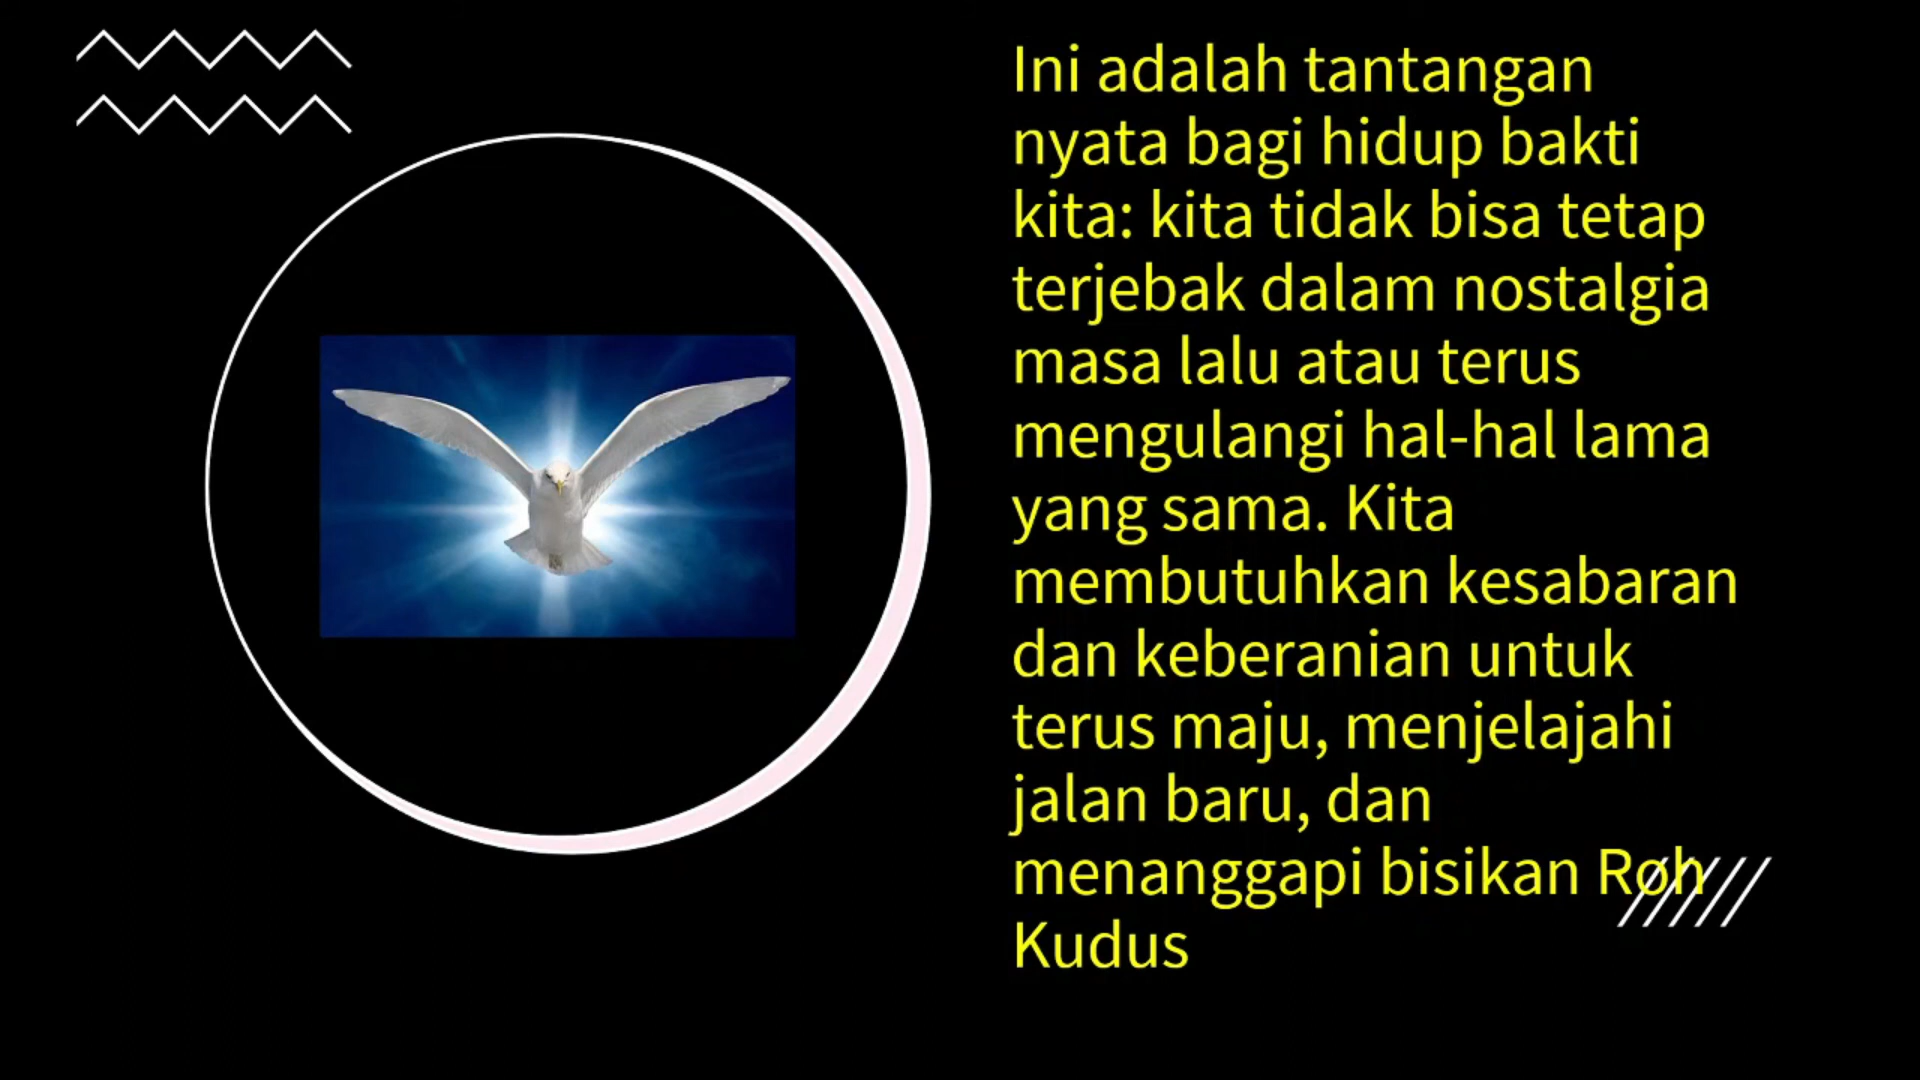 Ini adalah tantangan
nyata bagi hidup bakti
kita: kita tidak bisa tetap
terjebak dalam nostalgia
masa lalu atau terus
mengulangi hal-hal lama
yang sama. Kita
membutuhkan kesabaran
dan keberanian untuk
terus maju, menjelajahi
jalan baru, dan
menanggapi bisikan Roh
Kudus